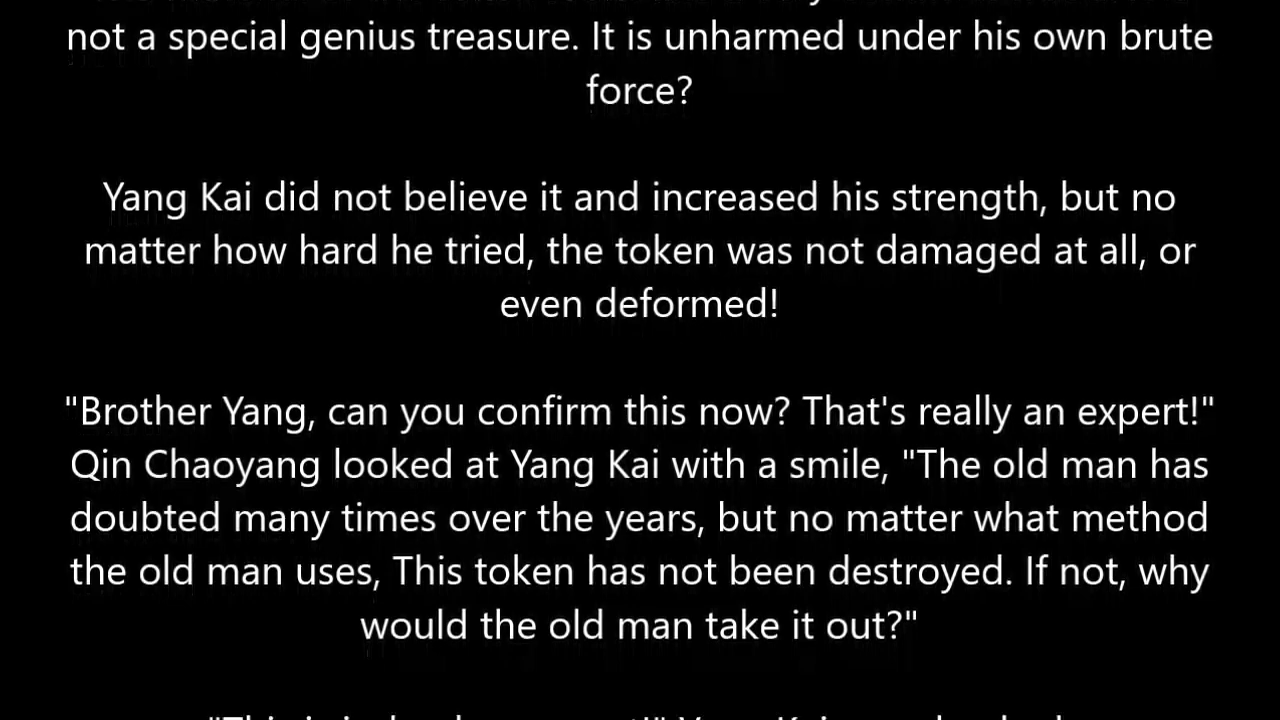 not a special genius treasure. It is unharmed under his own brute
force?
Yang Kai did not believe it and increased his strength, but no
matter how hard he tried, the token was not damaged at all, or
even deformed!
"Brother Yang, can you confirm this now? That's really an expert!"
Qin Chaoyang looked at Yang Kai with a smile, "The old man has
doubted many times over the years, but no matter what method
the old man uses, This token has not been destroyed. If not, why
would the old man take it out?"